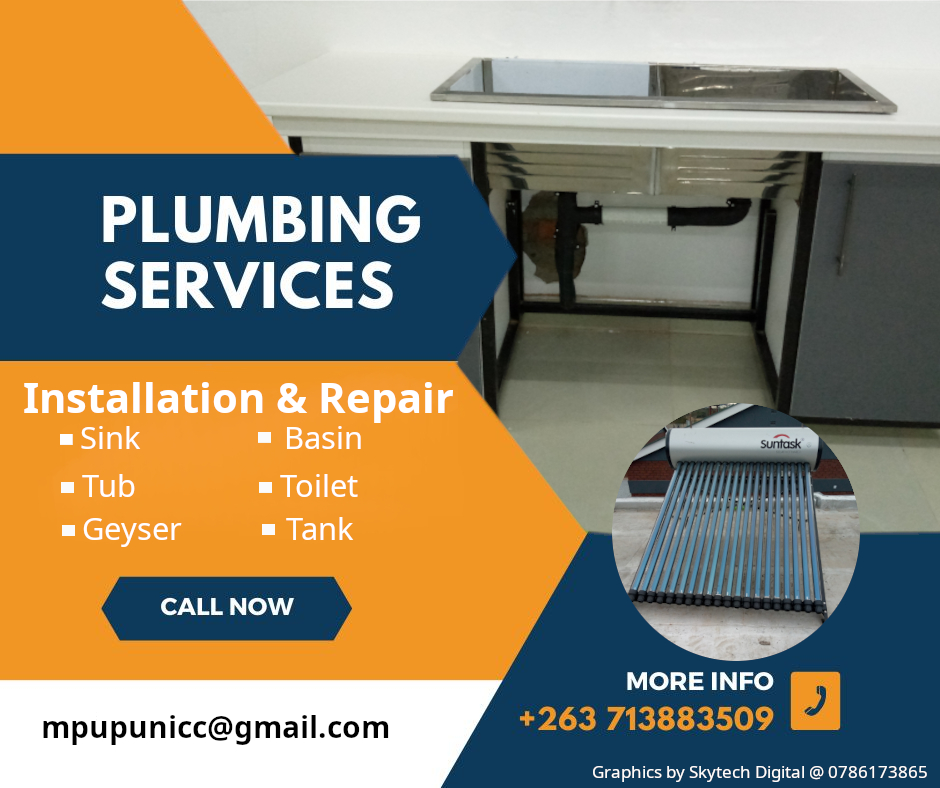 PLUMBING
SERVICES
Installation & Repair
Sink
Basin
Tub
Toilet
Geyser
Tank
CALL NOW
mpupunicc@gmail.com
suntask
MORE INFO
+263 713883509
Graphics by Skytech Digital @ 0786173865